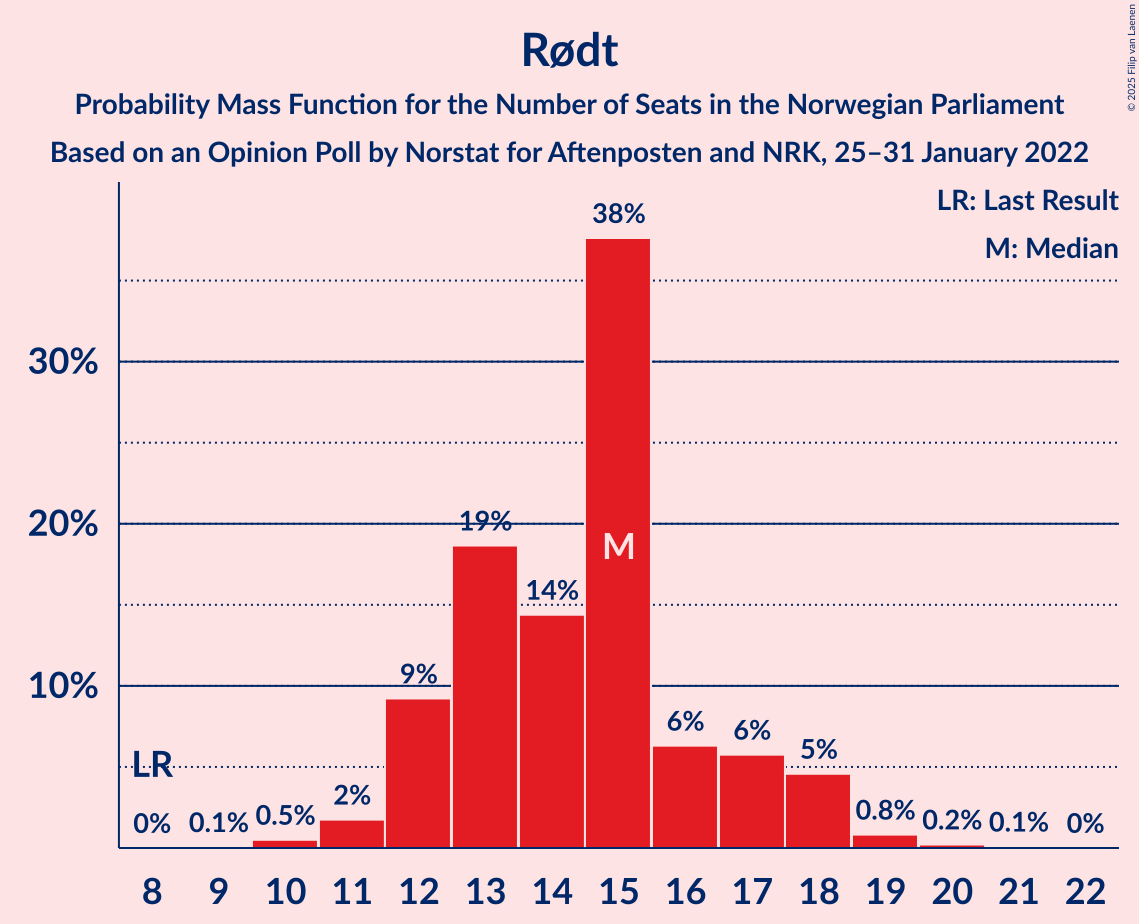 Rødt
Probability Mass Function for the Number of Seats in the Norwegian Parliament
Based on an Opinion Poll by Norstat for Aftenposten and NRK, 25–31 January 2022
© 2025 Filip van Laenen
LR: Last Result
M: Median
38%
30%
20%
19%
M
14%
10%
9%
6%
6%
5%
LR
2%
0%
0.1%
0.5%
0.8%
0.2%
0.1%
0%
8 9 10 11 12 13 14 15 16 17 18 19 20 21 22